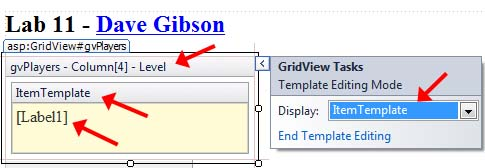 Lab 11 - Dave Gibson
asp:GridView#gvPlayers
gvPlayers - Column[4] - Level
ItemTemplate
[Label1]
GridView Tasks
Template Editing Mode
Display: ItemTemplate
End Template Editing